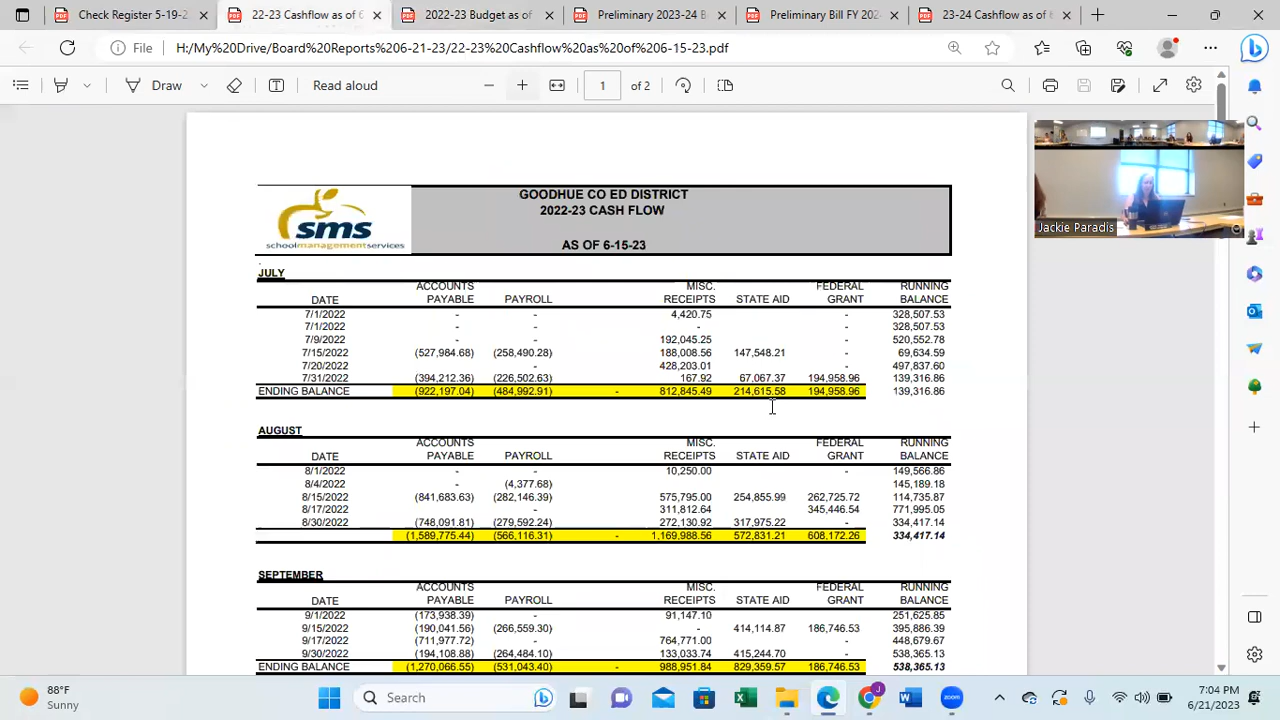 Check Register 5-19-2
22-23 Cashflow as of 6
2022-23 Budget as of
Preliminary 2023-24 B
Preliminary Bill FY 202
23-24 Cashflow as of 6
File H:/My%20Drive/Board%20Reports%206-21-23/22-23%20Cashflow%20as%20of%206-15-23.pdf
Draw Read aloud 1 of 2
sms
schoolmanagementservices
GOODHUE CO ED DISTRICT
2022-23 CASH FLOW
AS OF 6-15-23
Jackie Paradis
JULY
ACCOUNTS MISC. FEDERAL RUNNING
DATE PAYABLE PAYROLL RECEIPTS STATE AID GRANT BALANCE
7/1/2022 - - 4,420.75 - 328,507.53
7/1/2022 - - - - 328,507.53
7/9/2022 - - 192,045.25 - 520,552.78
7/15/2022 (527,984.68) (258,490.28) 188,008.56 147,548.21 - 69,634.59
7/20/2022 - - 428,203.01 - 497,837.60
7/31/2022 (394,212.36) (226,502.63) 167.92 67,067.37 194,958.96 139,316.86
ENDING BALANCE (922,197.04) (484,992.91) - 812,845.49 214,615.58 194,958.96 139,316.86
AUGUST
ACCOUNTS MISC. FEDERAL RUNNING
DATE PAYABLE PAYROLL RECEIPTS STATE AID GRANT BALANCE
8/1/2022 - - 10,250.00 - 149,566.86
8/4/2022 - (4,377.68) 145,189.18
8/15/2022 (841,683.63) (282,146.39) 575,795.00 254,855.99 262,725.72 114,735.87
8/17/2022 - 311,812.64 345,446.54 771,995.05
8/30/2022 (748,091.81) (279,592.24) 272,130.92 317,975.22 - 334,417.14
(1,589,775.44) (566,116.31) - 1,169,988.56 572,831.21 608,172.26 334,417.14
SEPTEMBER
ACCOUNTS MISC. FEDERAL RUNNING
DATE PAYABLE PAYROLL RECEIPTS STATE AID GRANT BALANCE
9/1/2022 (173,938.39) - 91,147.10 251,625.85
9/15/2022 (190,041.56) (266,559.30) - 414,114.87 186,746.53 395,886.39
9/17/2022 (711,977.72) - 764,771.00 - 448,679.67
9/30/2022 (194,108.88) (264,484.10) 133,033.74 415,244.70 - 538,365.13
ENDING BALANCE (1,270,066.55) (531,043.40) - 988,951.84 829,359.57 186,746.53 538,365.13
88°F
Sunny
Search
7:04 PM
6/21/2023